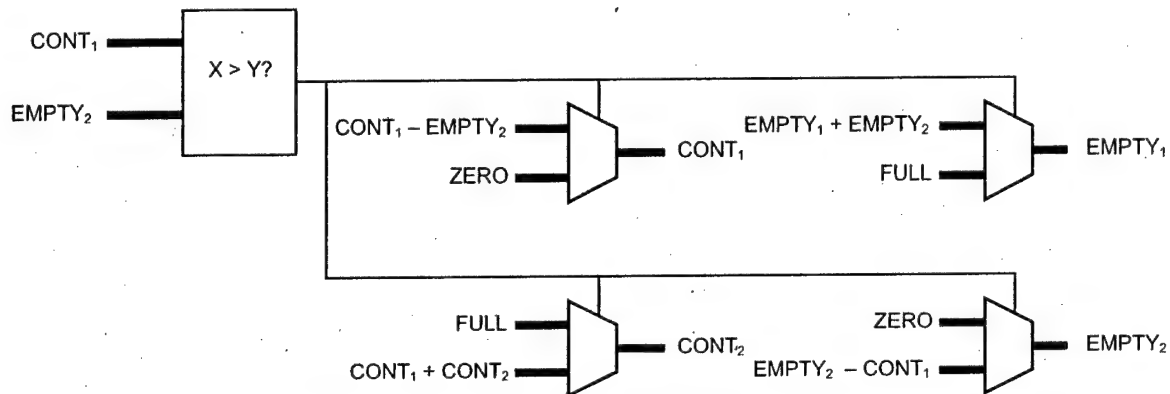 CONT₁
X > Y?
EMPTY₂
CONT₁ – EMPTY₂
ZERO
CONT₁
EMPTY₁ + EMPTY₂
FULL
EMPTY₁
FULL
CONT₁ + CONT₂
CONT₂
ZERO
EMPTY₂ – CONT₁
EMPTY₂